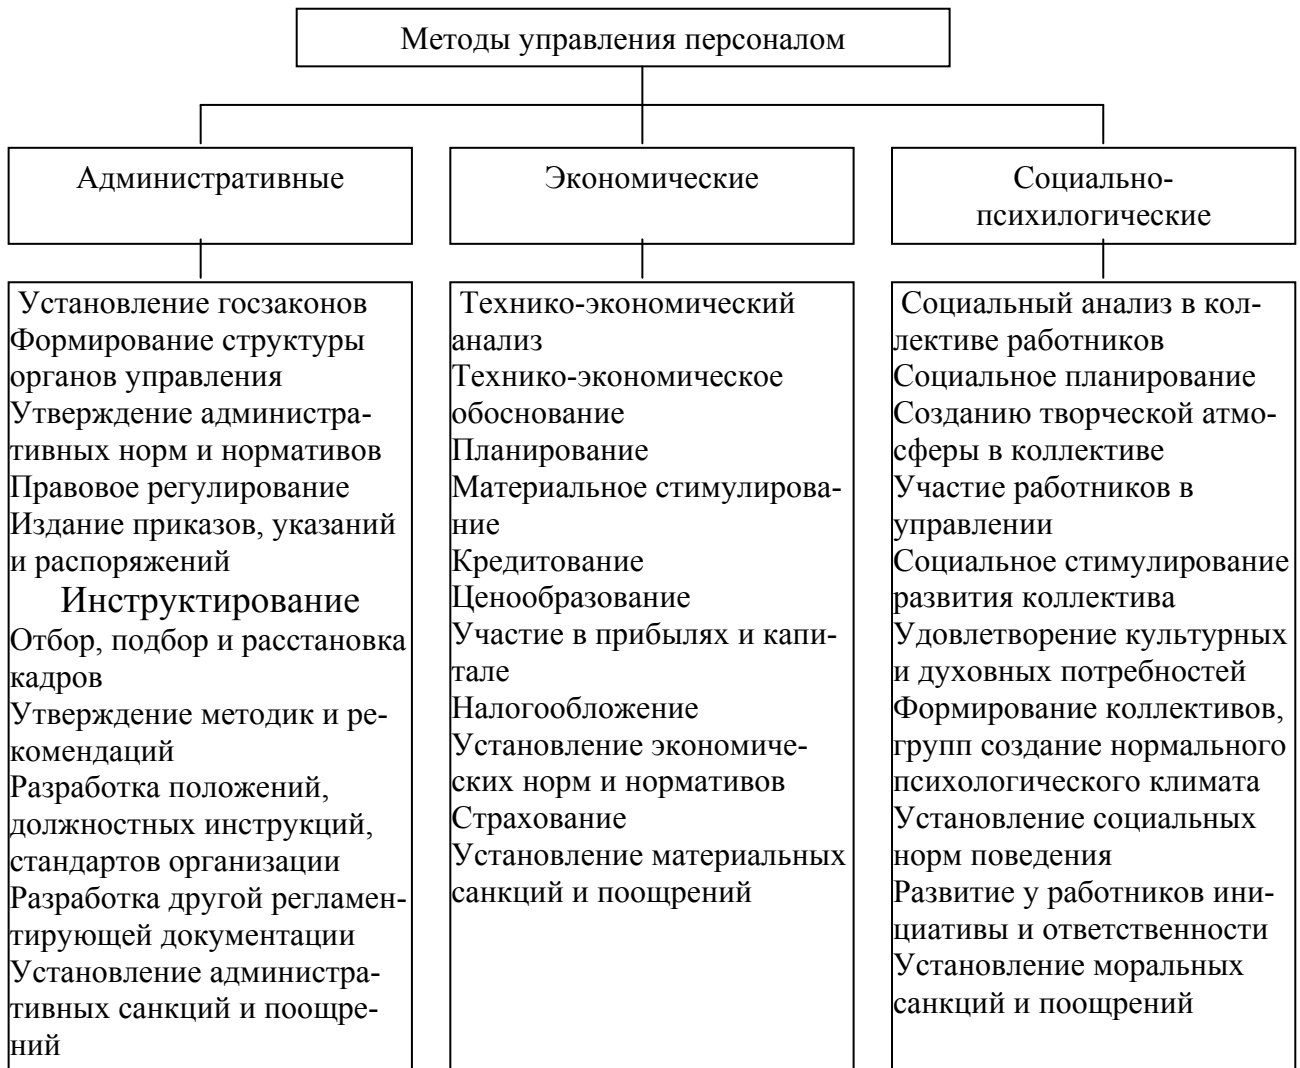 Методы управления персоналом
Административные
Экономические
Социально-
психилогические
Установление госзаконов
Формирование структуры
органов управления
Утверждение администра-
тивных норм и нормативов
Правовое регулирование
Издание приказов, указаний
и распоряжений
Инструктирование
Отбор, подбор и расстановка
кадров
Утверждение методик и ре-
комендаций
Разработка положений,
должностных инструкций,
стандартов организации
Разработка другой регламен-
тирующей документации
Установление администра-
тивных санкций и поощре-
ний
Технико-экономический
анализ
Технико-экономическое
обоснование
Планирование
Материальное стимулирова-
ние
Кредитование
Ценообразование
Участие в прибылях и капи-
тале
Налогообложение
Установление экономиче-
ских норм и нормативов
Страхование
Установление материальных
санкций и поощрений
Социальный анализ в кол-
лективе работников
Социальное планирование
Созданию творческой атмо-
сферы в коллективе
Участие работников в
управлении
Социальное стимулирование
развития коллектива
Удовлетворение культурных
и духовных потребностей
Формирование коллективов,
групп создание нормального
психологического климата
Установление социальных
норм поведения
Развитие у работников ини-
циативы и ответственности
Установление моральных
санкций и поощрений